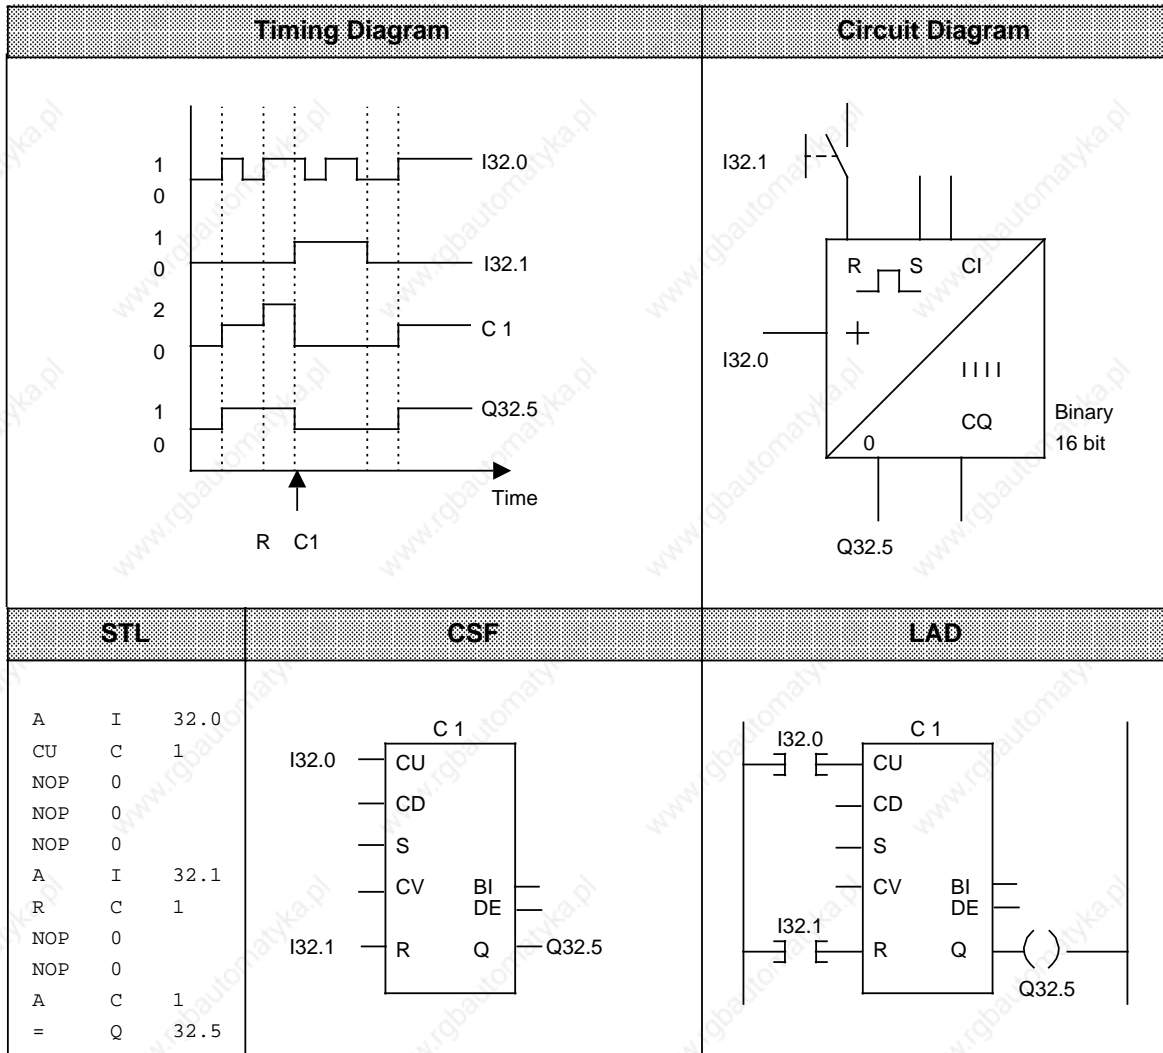 Timing Diagram
Circuit Diagram
1
0
I32.0
1
0
I32.1
2
0
C 1
1
0
Q32.5
Time
R C1
I32.1
R S CI
I32.0
+
I I I I
CQ
0
Binary
16 bit
Q32.5
STL
CSF
LAD
A I 32.0
CU C 1
NOP 0
NOP 0
NOP 0
A I 32.1
R C 1
NOP 0
NOP 0
A C 1
= Q 32.5
C 1
I32.0
CU
CD
S
CV BI
DE
I32.1
R Q
Q32.5
C 1
I32.0
CU
CD
S
CV BI
DE
I32.1
R Q
Q32.5
www.rgbautomatyka.pl